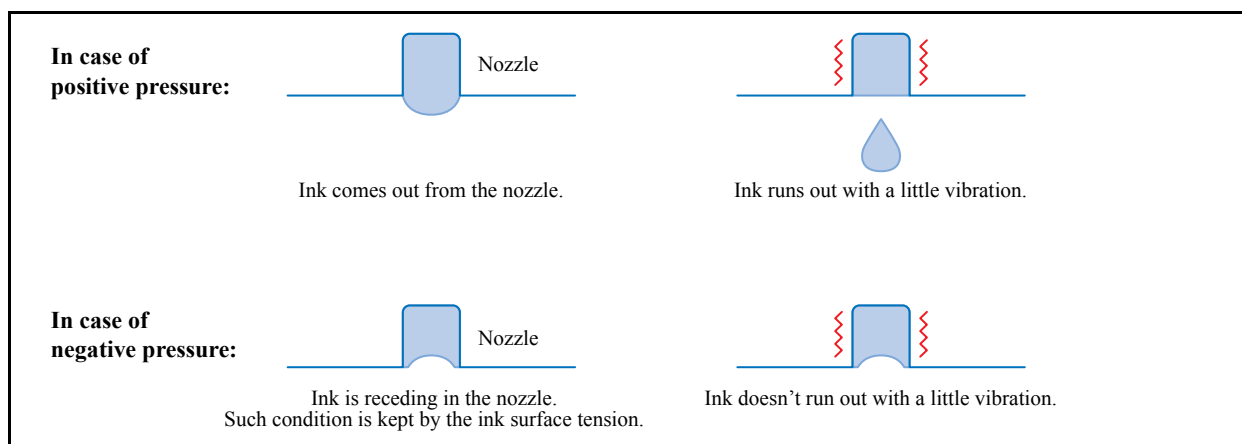 In case of
positive pressure:
Nozzle
Ink comes out from the nozzle.
Ink runs out with a little vibration.
In case of
negative pressure:
Nozzle
Ink is receding in the nozzle.
Such condition is kept by the ink surface tension.
Ink doesn’t run out with a little vibration.